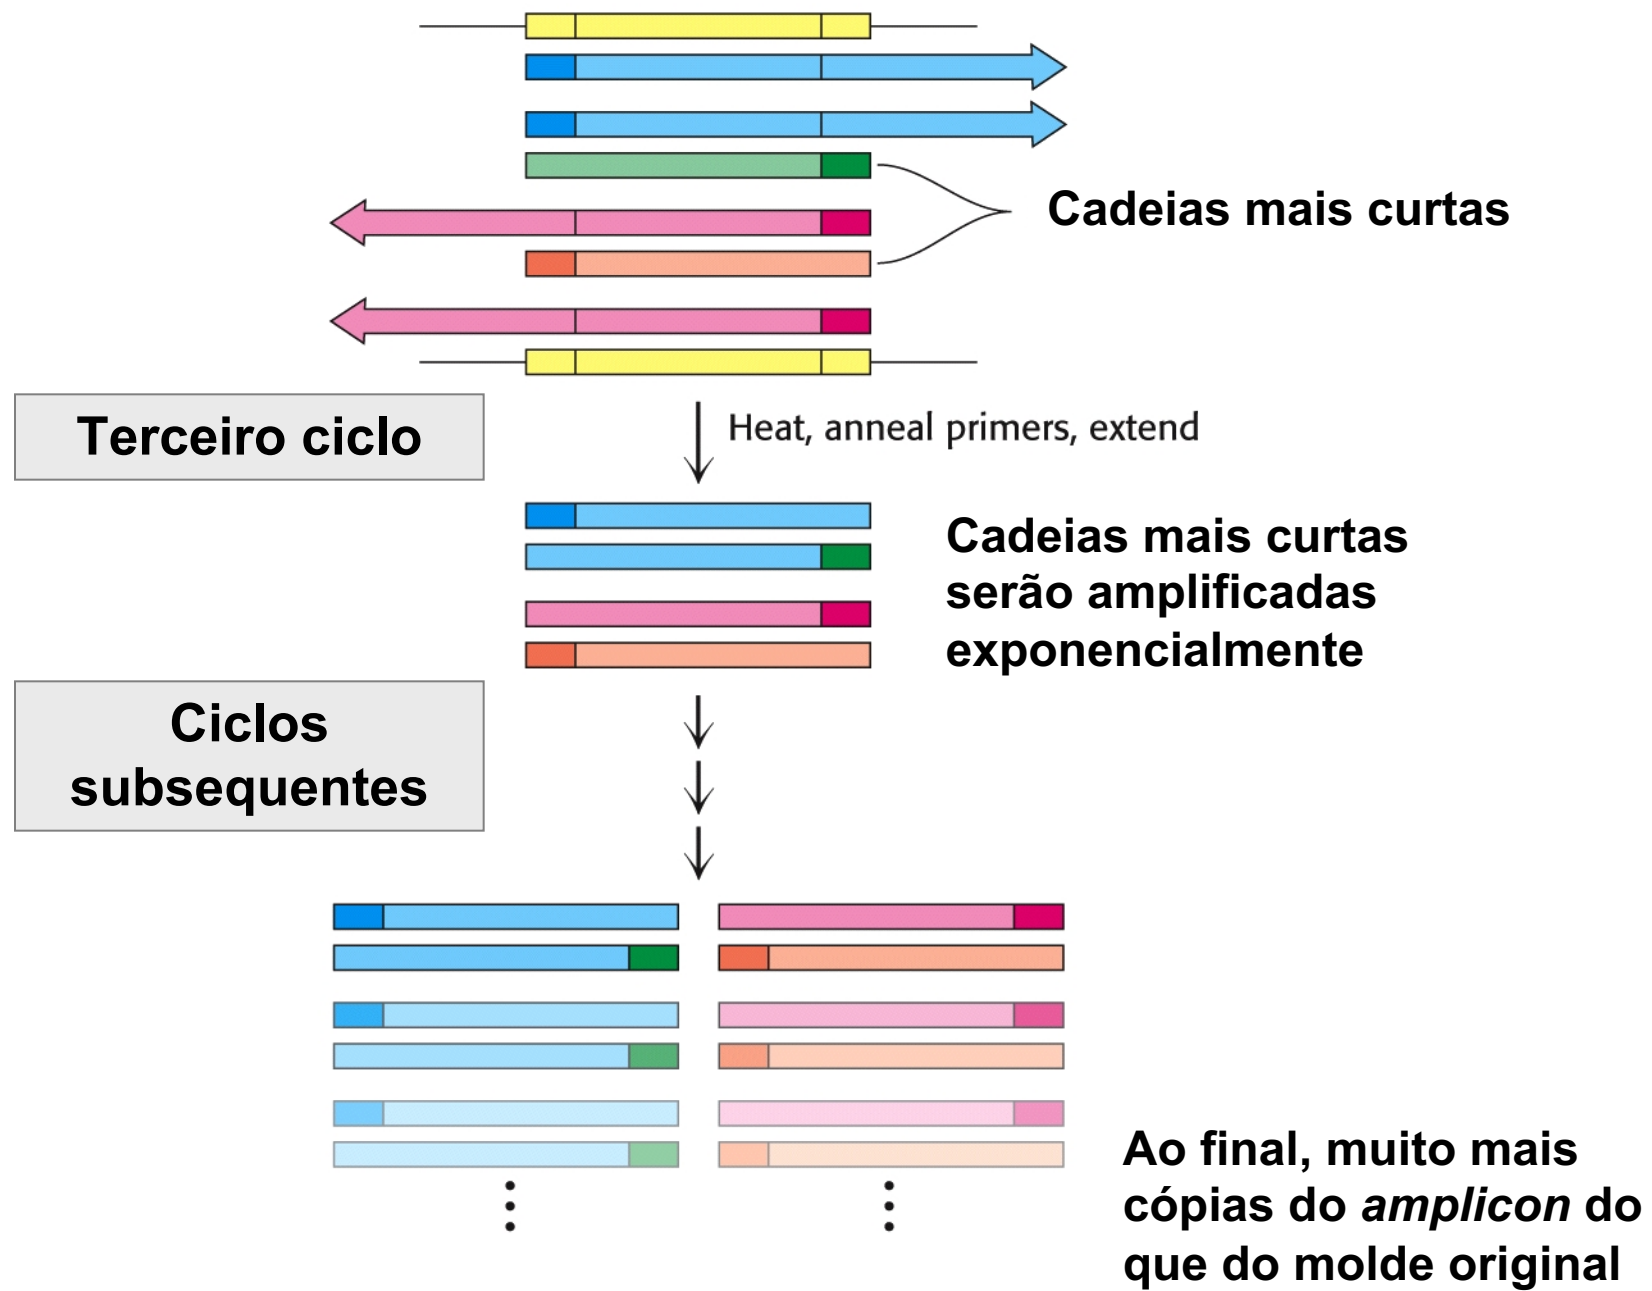 Cadeias mais curtas
Terceiro ciclo
Heat, anneal primers, extend
Cadeias mais curtas
serão amplificadas
exponencialmente
Ciclos
subsequentes
Ao final, muito mais
cópias do amplicon do
que do molde original